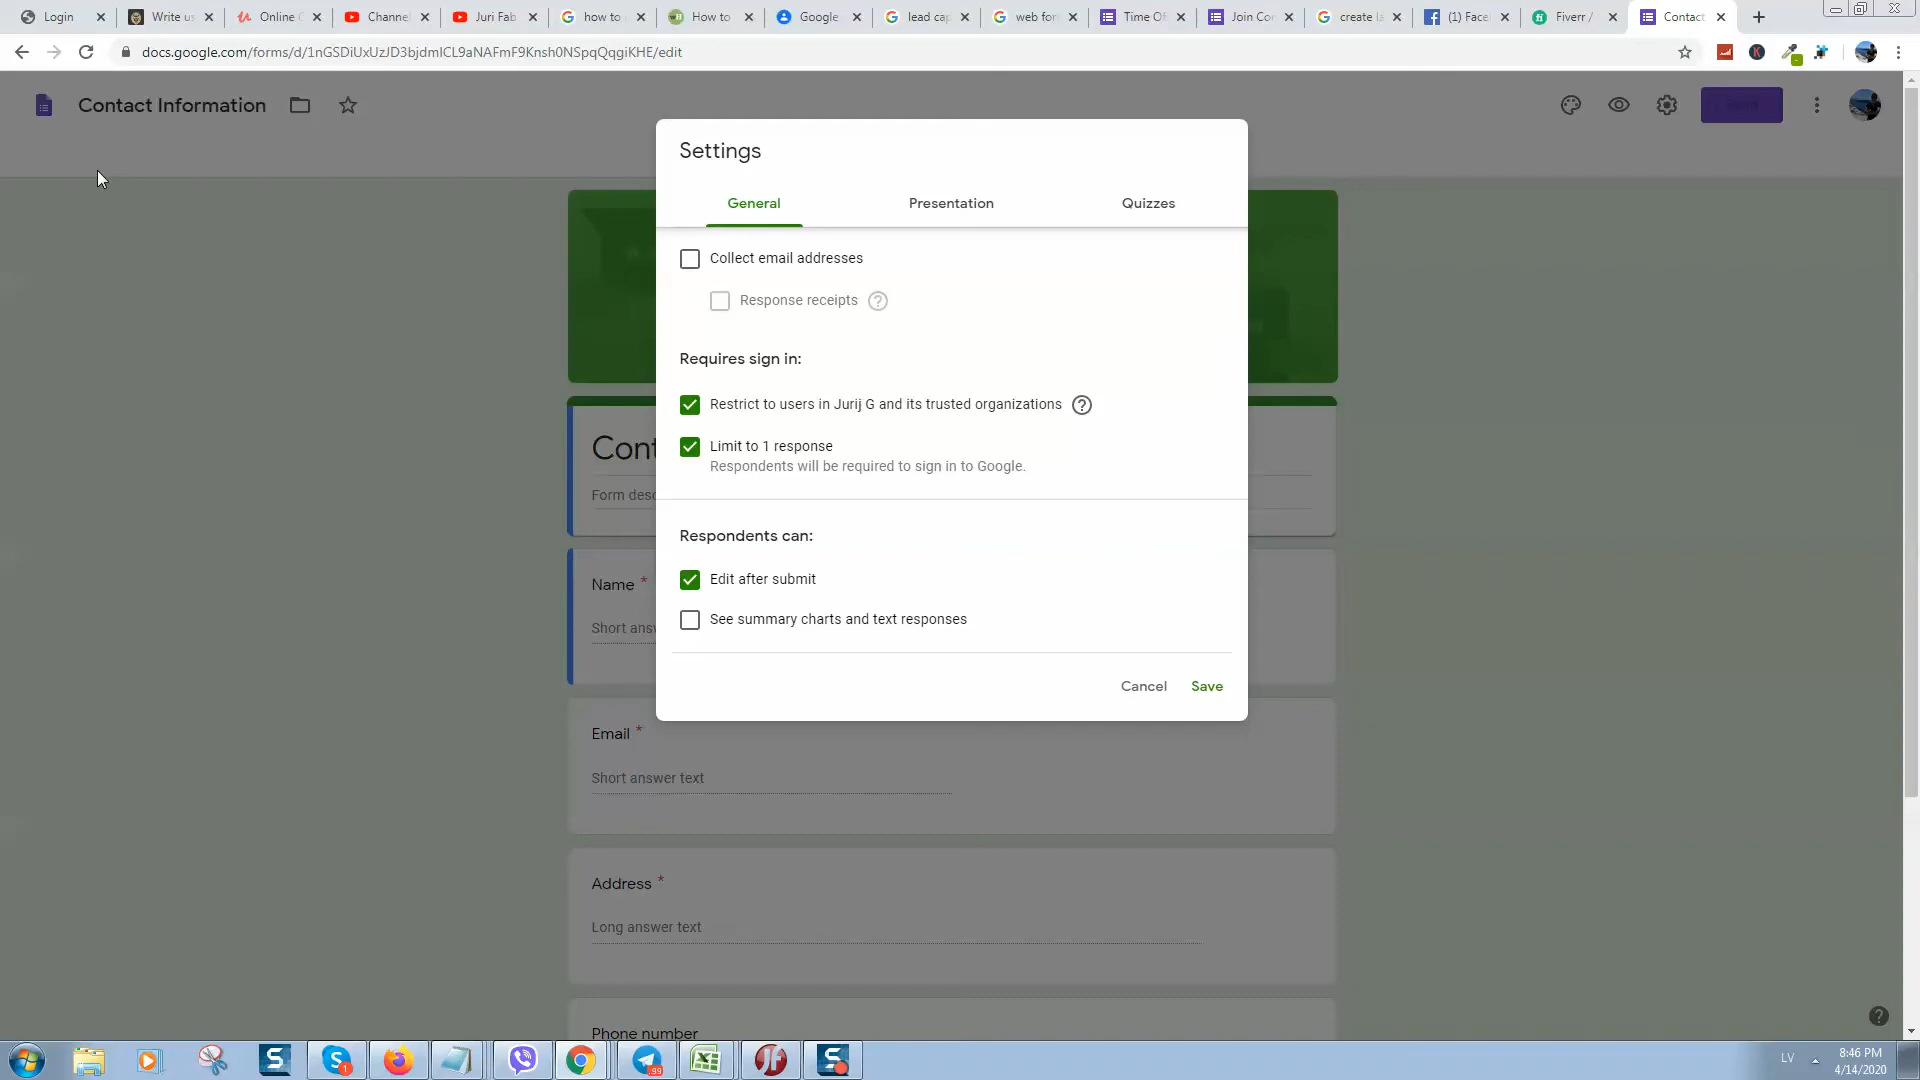 Login
Write us
Online C
Channel
Juri Fab
how to
How to
Google
lead cap
web for
Time Of
Join Co
create la
(1) Face
Fiverr /
Contact
docs.google.com/forms/d/1nGSDiUxUzJD3bjdmICL9aNAFmF9Knsh0NSpqQqgiKHE/edit
Contact Information
Settings
General
Presentation
Quizzes
Collect email addresses
Response receipts
Requires sign in:
Restrict to users in Jurij G and its trusted organizations
Limit to 1 response
Respondents will be required to sign in to Google.
Respondents can:
Edit after submit
See summary charts and text responses
Cancel
Save
Cont
Form desc
Name *
Short ans
Email *
Short answer text
Address *
Long answer text
Phone number
LV
8:46 PM
4/14/2020